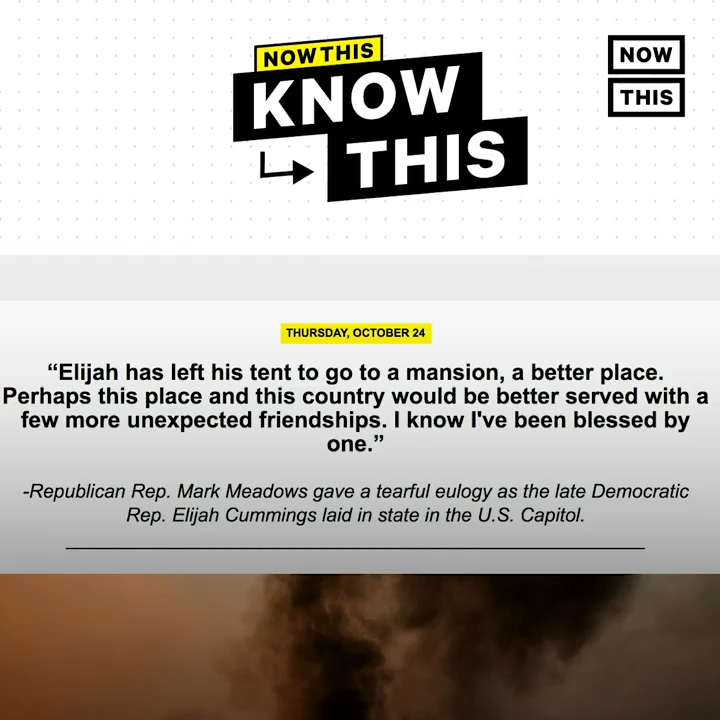 NOWTHIS
KNOW
THIS
NOW
THIS
THURSDAY, OCTOBER 24
“Elijah has left his tent to go to a mansion, a better place.
Perhaps this place and this country would be better served with a
few more unexpected friendships. I know I've been blessed by
one.”
-Republican Rep. Mark Meadows gave a tearful eulogy as the late Democratic
Rep. Elijah Cummings laid in state in the U.S. Capitol.